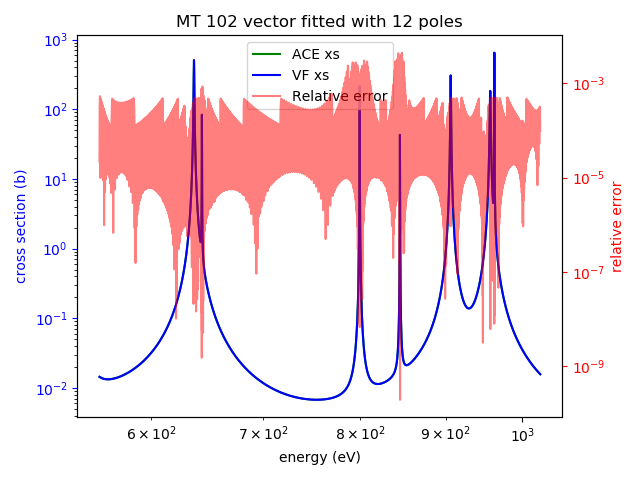 MT 102 vector fitted with 12 poles
ACE xs
VF xs
Relative error
cross section (b)
10³
10²
10¹
10⁰
10⁻¹
10⁻²
relative error
10⁻³
10⁻⁵
10⁻⁷
10⁻⁹
6 × 10²
7 × 10²
8 × 10²
9 × 10²
10³
energy (eV)